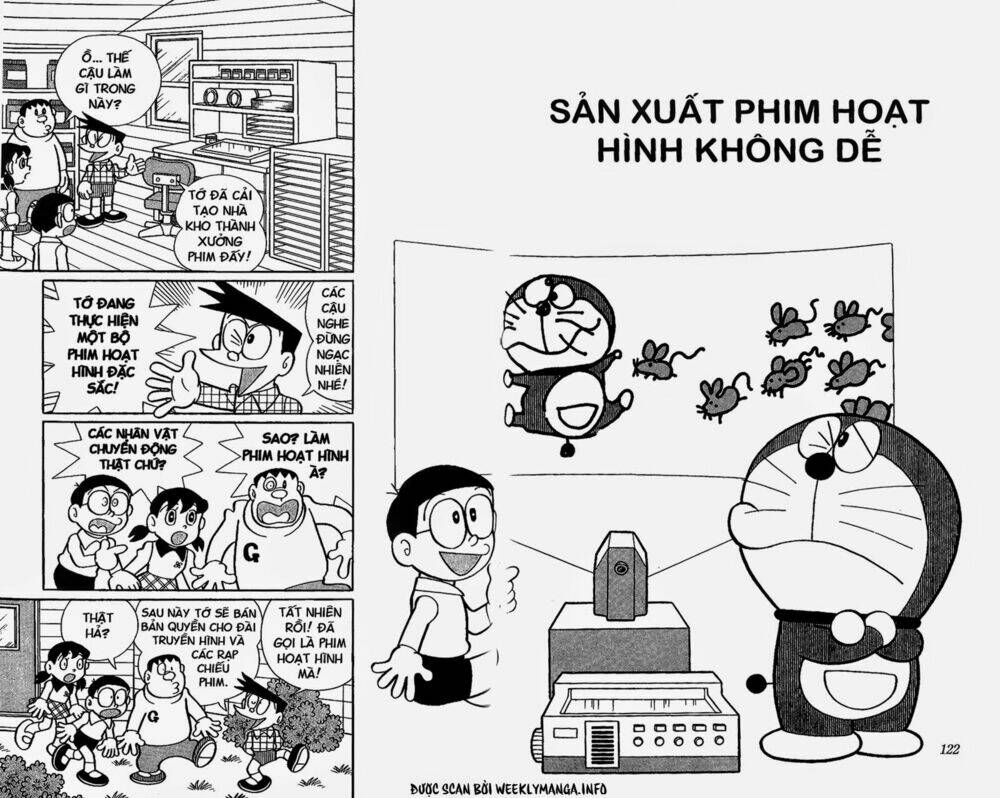 SẢN XUẤT PHIM HOẠT
HÌNH KHÔNG DỄ
122
Ồ... THẾ
CẬU LÀM
GÌ TRONG
NÀY?
TỚ ĐÃ CẢI
TẠO NHÀ
KHO THÀNH
XƯỞNG
PHIM ĐẤY!
CÁC
CẬU
NGHE
ĐỪNG
NGẠC
NHIÊN
NHÉ!
TỚ ĐANG
THỰC HIỆN
MỘT BỘ
PHIM HOẠT
HÌNH ĐẶC
SẮC!
SAO? LÀM
PHIM HOẠT HÌNH
À?
CÁC NHÂN VẬT
CHUYỂN ĐỘNG
THẬT CHỨ?
G
TẤT NHIÊN
RỒI! ĐÃ
GỌI LÀ PHIM
HOẠT HÌNH
MÀ!
SAU NÀY TỚ SẼ BÁN
BẢN QUYỀN CHO ĐÀI
TRUYỀN HÌNH VÀ
CÁC RẠP
CHIẾU
PHIM.
THẬT
HẢ?
G
ĐƯỢC SCAN BỞI WEEKLYMANGA.INFO